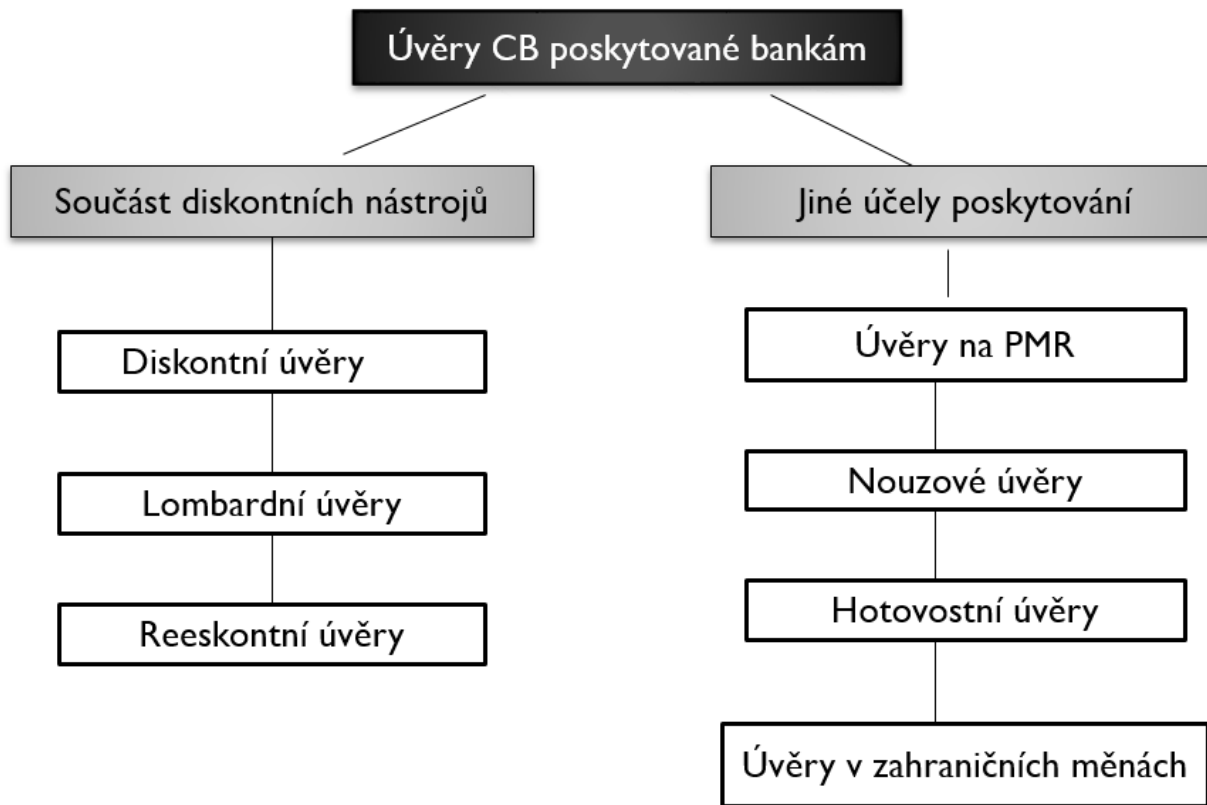 Úvěry CB poskytované bankám
Součást diskontních nástrojů
Diskontní úvěry
Lombardní úvěry
Reeskontní úvěry
Jiné účely poskytování
Úvěry na PMR
Nouzové úvěry
Hotovostní úvěry
Úvěry v zahraničních měnách